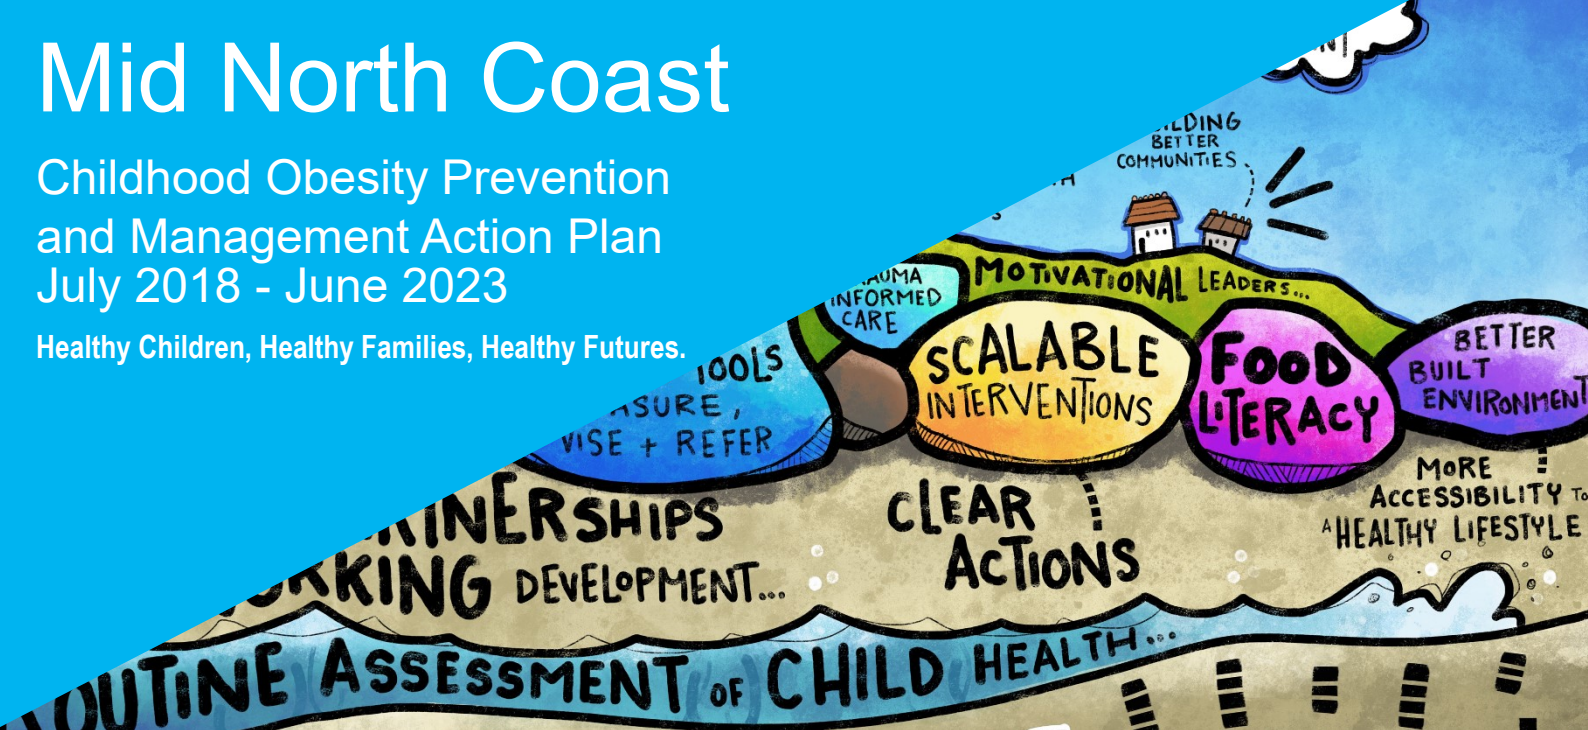 Mid North Coast
Childhood Obesity Prevention
and Management Action Plan
July 2018 - June 2023
Healthy Children, Healthy Families, Healthy Futures.
BETTER
COMMUNITIES
MOTIVATIONAL LEADERS...
INFORMED
CARE
SCALABLE
INTERVENTIONS
FOOD
LITERACY
BETTER
BUILT
ENVIRONMENT
TOOLS
+ REFER
MORE
ACCESSIBILITY TO
A HEALTHY LIFESTYLE
CLEAR
ACTIONS
DEVELOPMENT...
ASSESSMENT OF CHILD HEALTH...